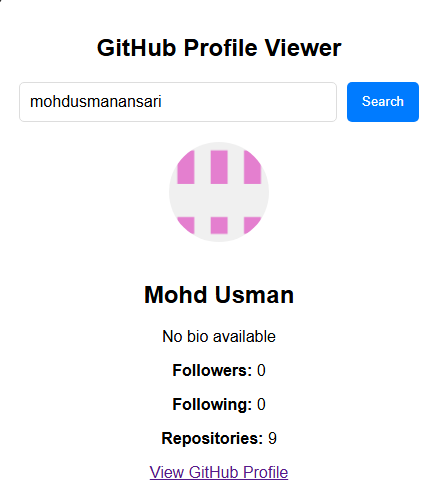 GitHub Profile Viewer
mohdusmanansari
Search
Mohd Usman
No bio available
Followers: 0
Following: 0
Repositories: 9
View GitHub Profile